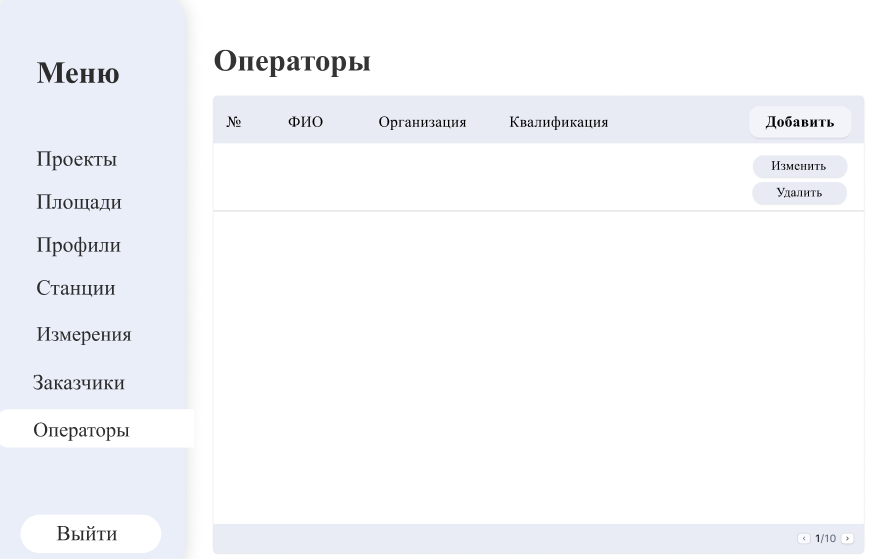 Меню
Проекты
Площади
Профили
Станции
Измерения
Заказчики
Операторы
Выйти
Операторы
№ ФИО Организация Квалификация Добавить
Изменить
Удалить
‹ 1/10 ›